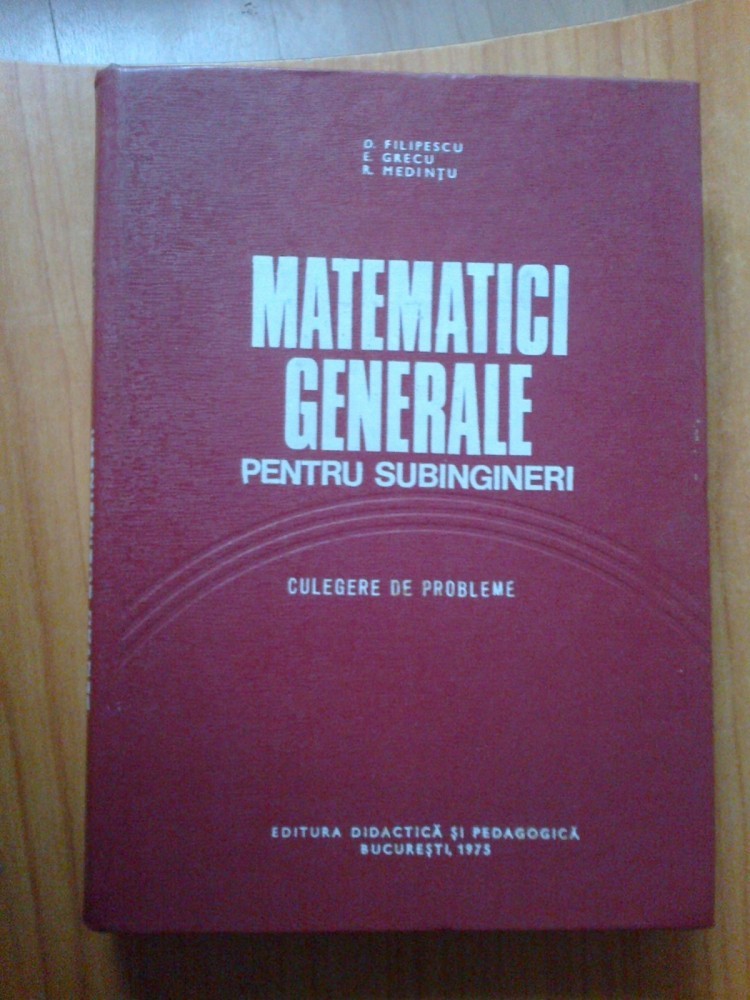 D. FILIPESCU
E. GRECU
R. MEDINȚU
MATEMATICI
GENERALE
PENTRU SUBINGINERI
CULEGERE DE PROBLEME
EDITURA DIDACTICĂ ȘI PEDAGOGICĂ
BUCUREȘTI, 1975